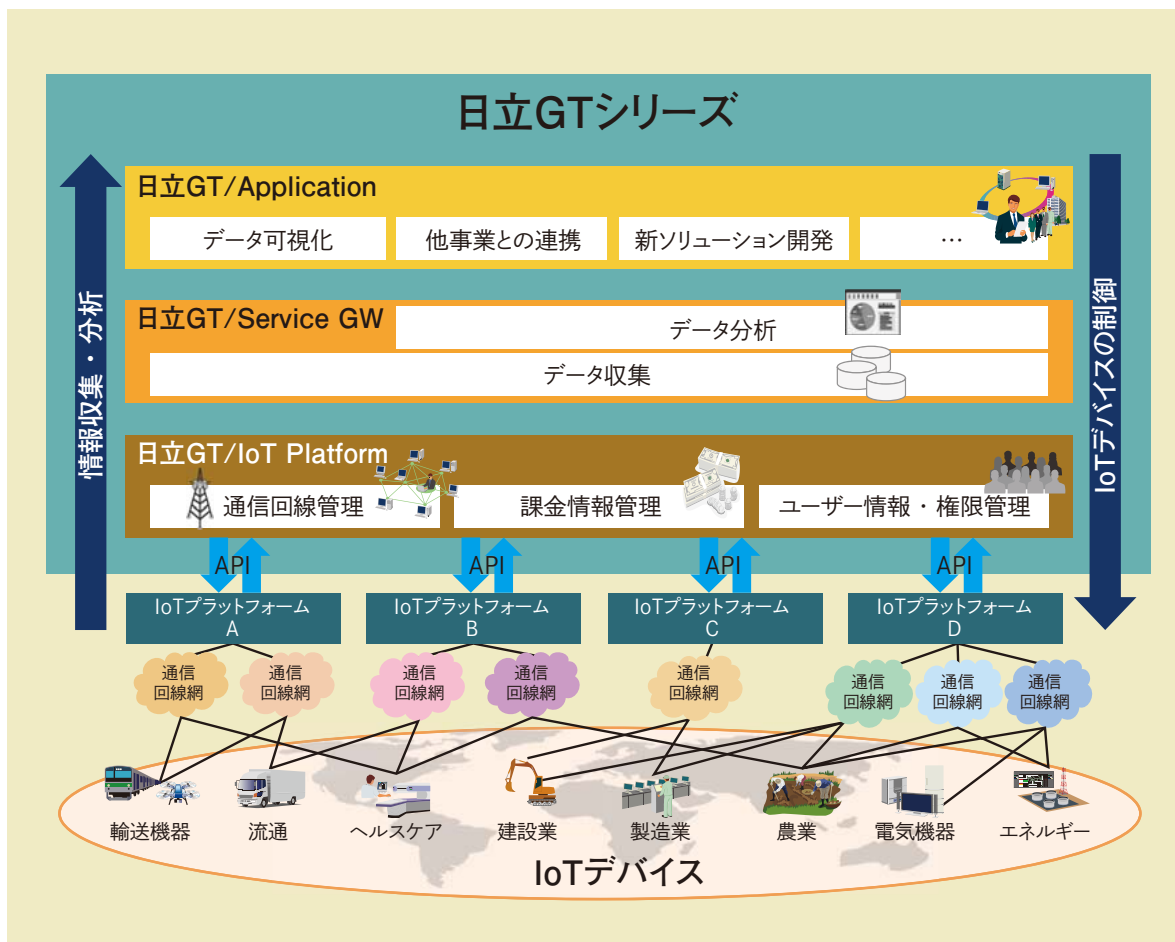 日立GTシリーズ
情報収集・分析
IoTデバイスの制御
日立GT/Application
データ可視化
他事業との連携
新ソリューション開発
…
日立GT/Service GW
データ分析
データ収集
日立GT/IoT Platform
通信回線管理
課金情報管理
ユーザー情報・権限管理
API
API
API
API
IoTプラットフォーム
A
IoTプラットフォーム
B
IoTプラットフォーム
C
IoTプラットフォーム
D
通信
回線網
通信
回線網
通信
回線網
通信
回線網
通信
回線網
通信
回線網
通信
回線網
通信
回線網
輸送機器
流通
ヘルスケア
建設業
製造業
農業
電気機器
エネルギー
IoTデバイス